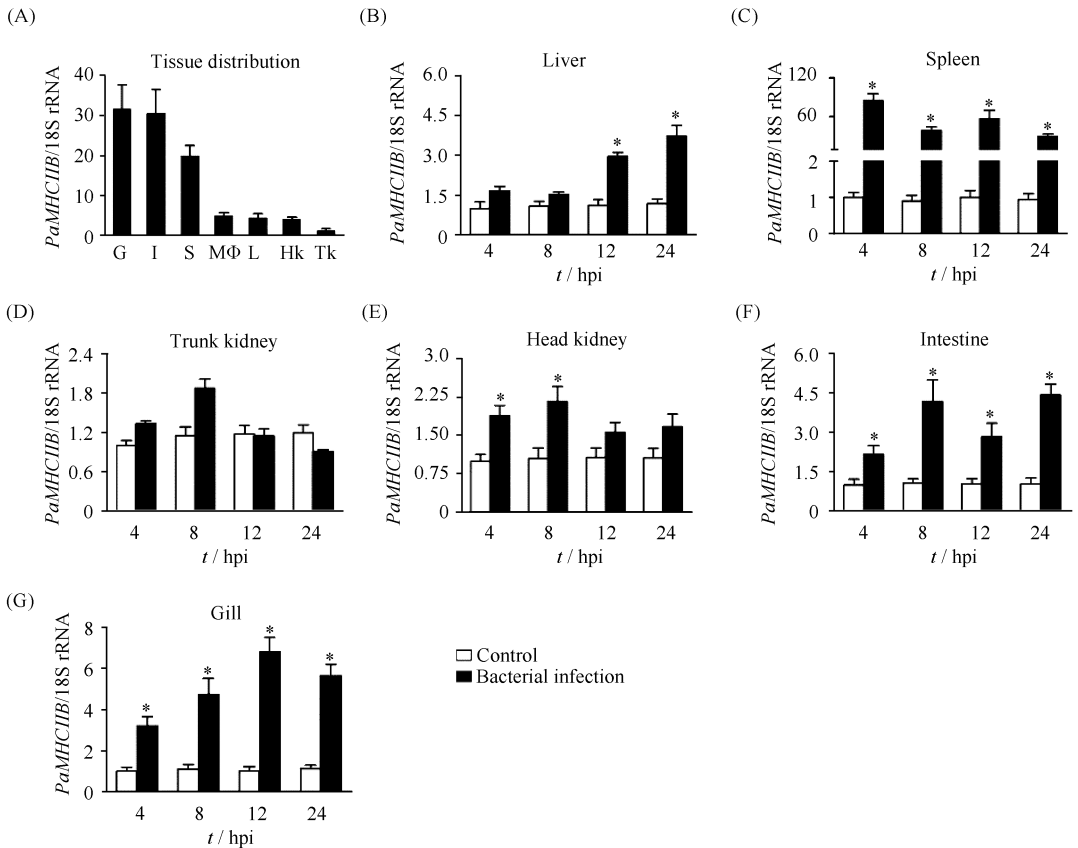 (A)
Tissue distribution
PaMHCIIB/18S rRNA
40
30
20
10
0
G I S MΦ L Hk Tk
(B)
Liver
PaMHCIIB/18S rRNA
6.0
4.5
3.0
1.5
0
* *
4 8 12 24
t / hpi
(C)
Spleen
PaMHCIIB/18S rRNA
120
60
2
1
0
* * * *
4 8 12 24
t / hpi
(D)
Trunk kidney
PaMHCIIB/18S rRNA
2.4
1.8
1.2
0.6
0
4 8 12 24
t / hpi
(E)
Head kidney
PaMHCIIB/18S rRNA
3.0
2.25
1.50
0.75
0
* *
4 8 12 24
t / hpi
(F)
Intestine
PaMHCIIB/18S rRNA
6.0
4.5
3.0
1.5
0
* * * *
4 8 12 24
t / hpi
(G)
Gill
PaMHCIIB/18S rRNA
8
6
4
2
0
* * * *
4 8 12 24
t / hpi
Control
Bacterial infection